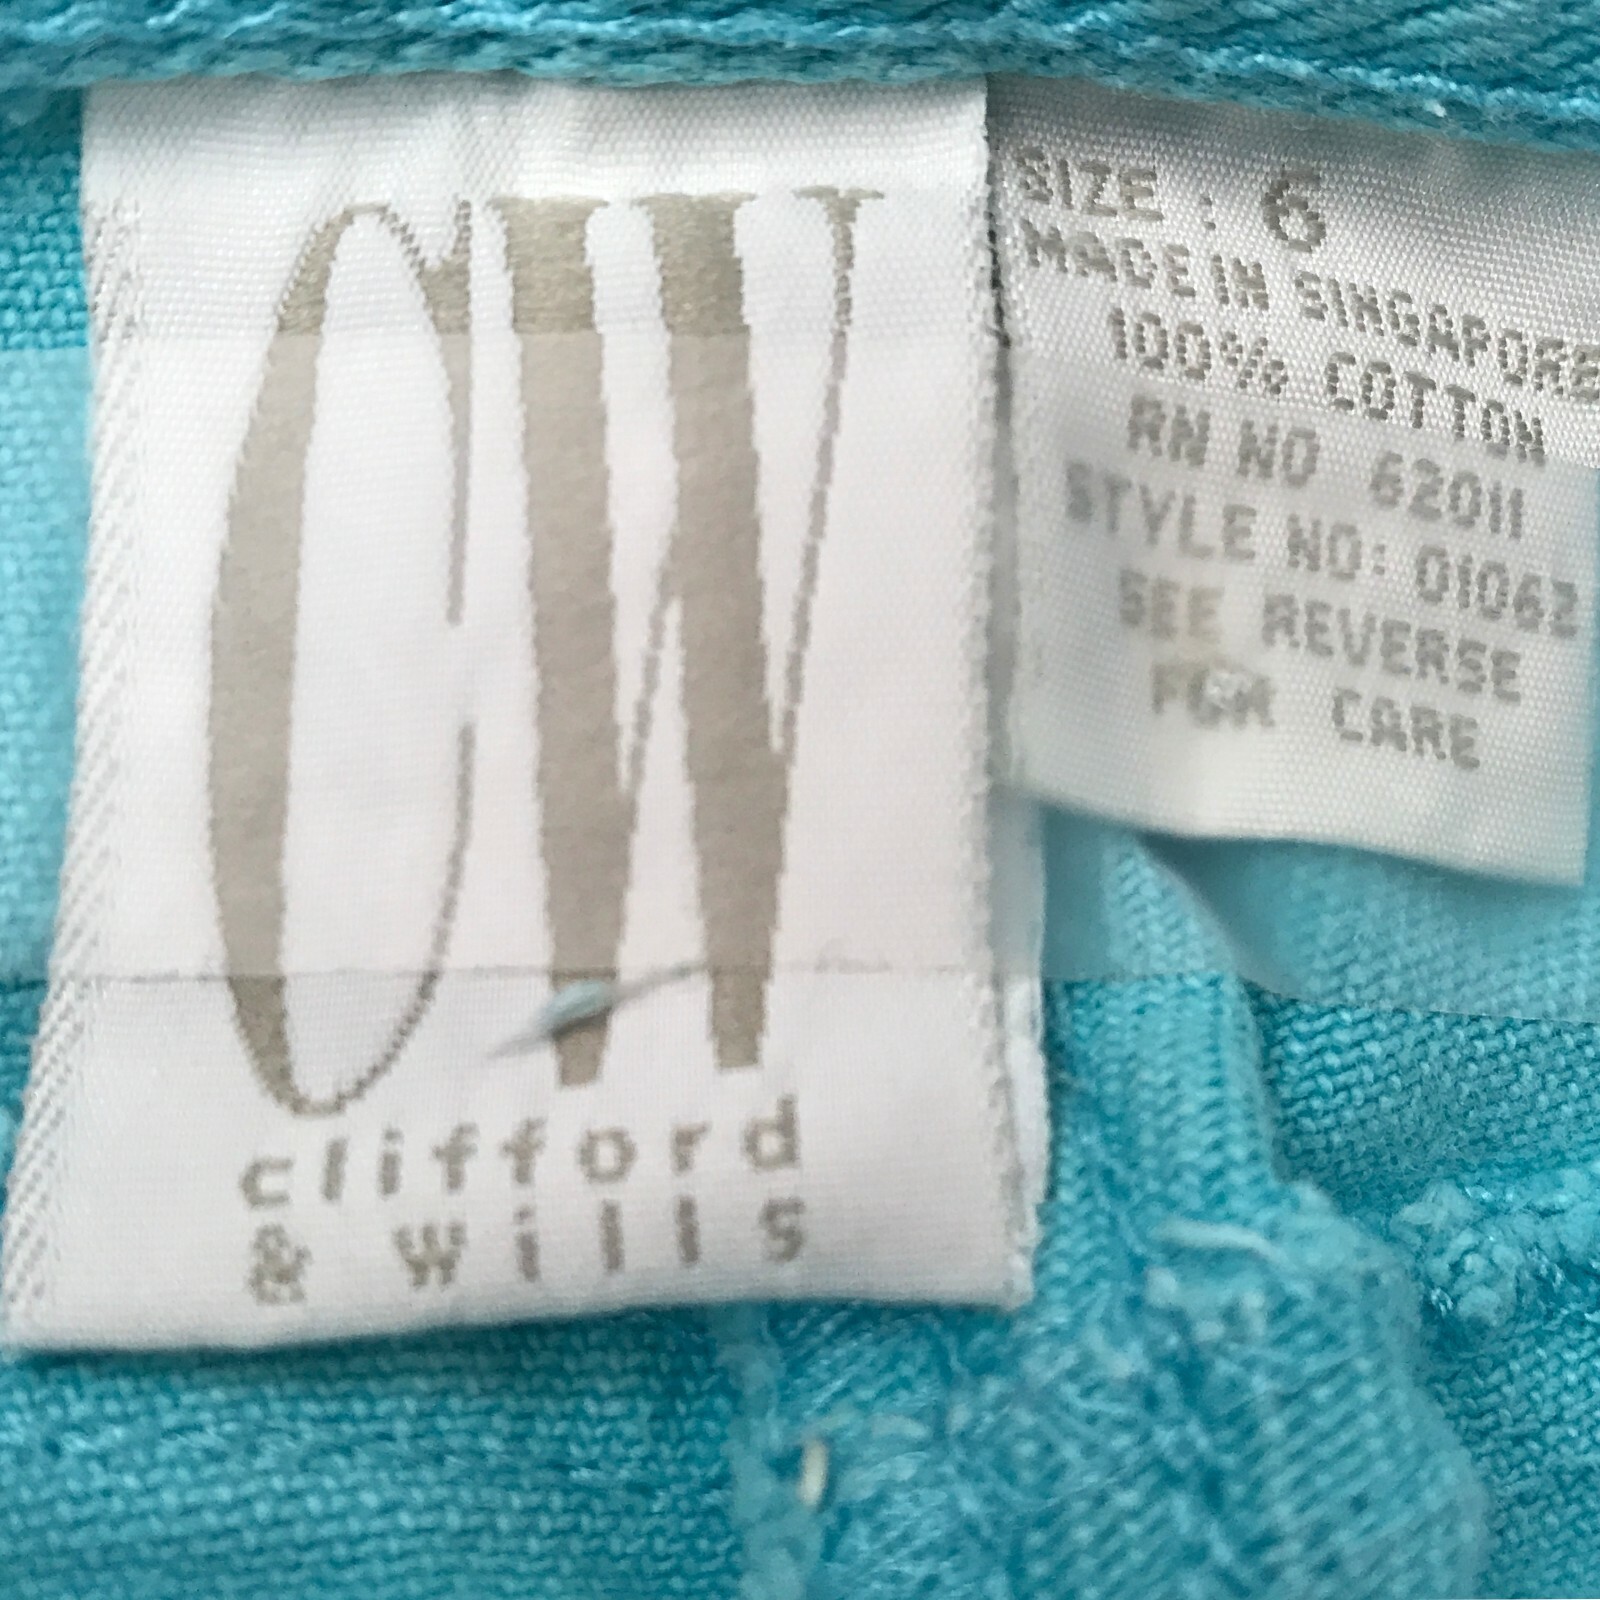 CW
clifford
& wills
SIZE : 6
MADE IN SINGAPORE
100% COTTON
RN NO 62011
STYLE NO: 01062
SEE REVERSE
FOR CARE